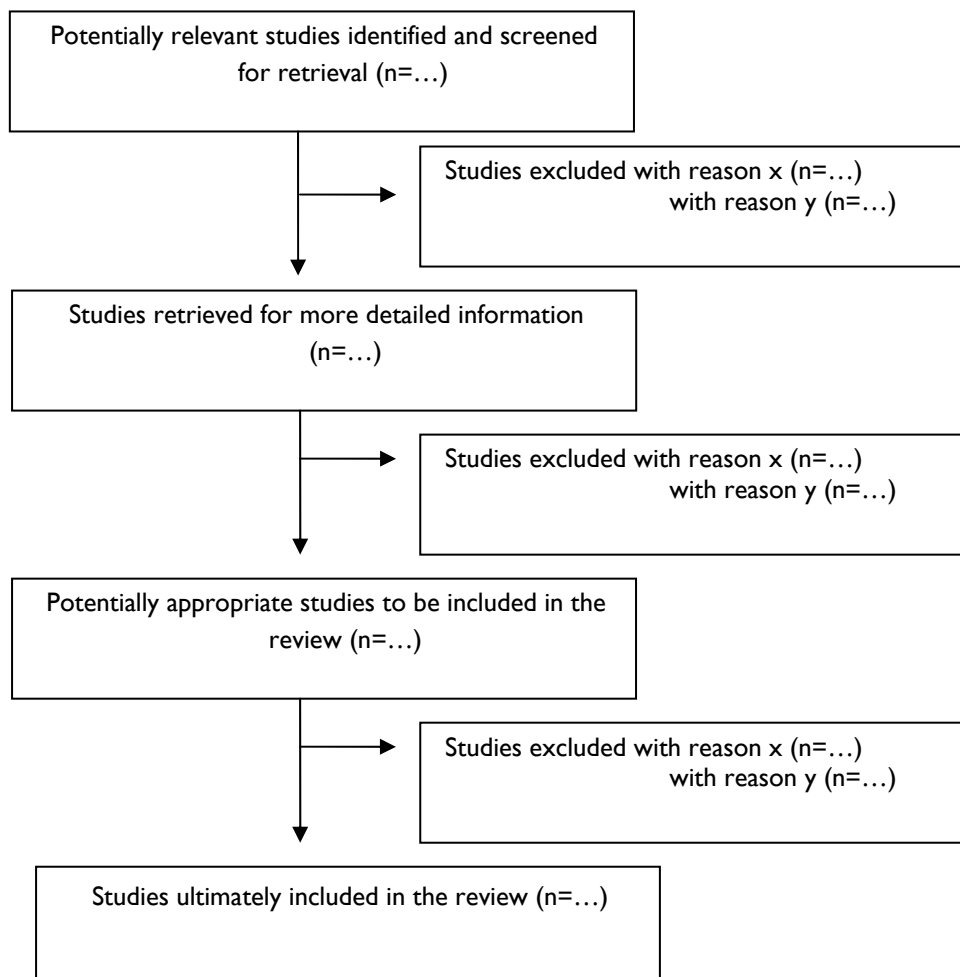 Potentially relevant studies identified and screened
for retrieval (n=…)
Studies excluded with reason x (n=…)
with reason y (n=…)
Studies retrieved for more detailed information
(n=…)
Studies excluded with reason x (n=…)
with reason y (n=…)
Potentially appropriate studies to be included in the
review (n=…)
Studies excluded with reason x (n=…)
with reason y (n=…)
Studies ultimately included in the review (n=…)